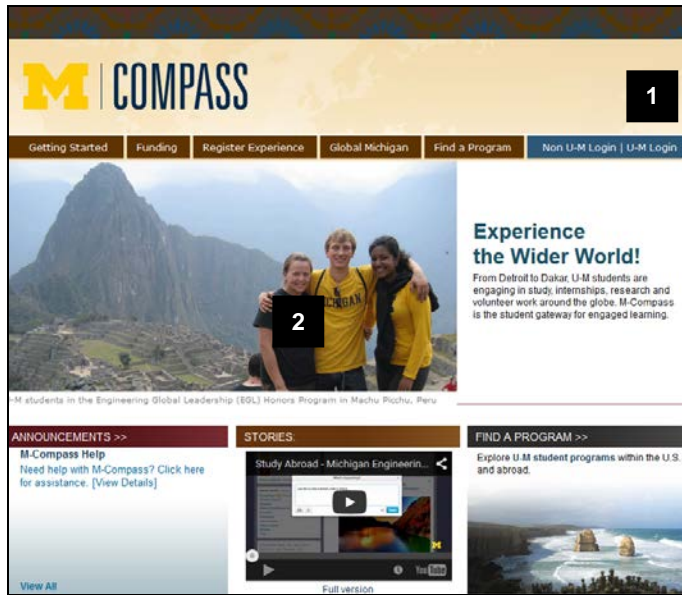 M | COMPASS
1
Getting Started Funding Register Experience Global Michigan Find a Program Non U-M Login | U-M Login
Experience
the Wider World!
From Detroit to Dakar, U-M students are
engaging in study, internships, research and
volunteer work around the globe. M-Compass
is the student gateway for engaged learning.
MICHIGAN
2
-M students in the Engineering Global Leadership (EGL) Honors Program in Machu Picchu, Peru
ANNOUNCEMENTS >>
M-Compass Help
Need help with M-Compass? Click here
for assistance. [View Details]
View All
STORIES:
Study Abroad - Michigan Engineerin...
YouTube
Full version
FIND A PROGRAM >>
Explore U-M student programs within the U.S.
and abroad.